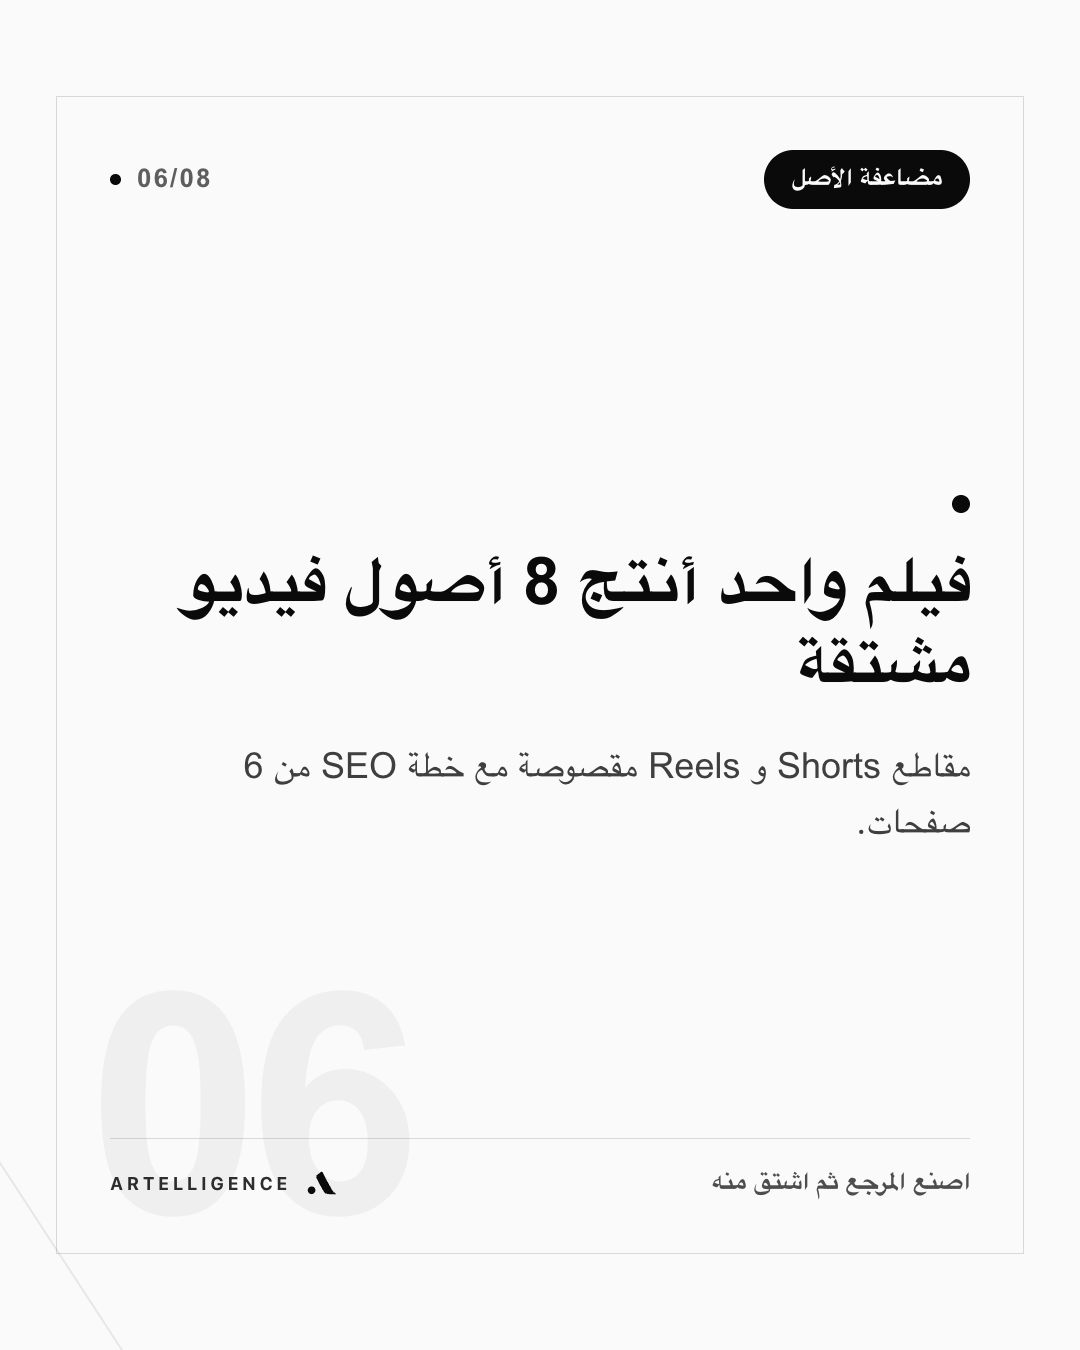 مضاعفة الأصل
06/08
فيلم واحد أنتج 8 أصول فيديو
مشتقة
مقاطع Shorts و Reels مقصوصة مع خطة SEO من 6
صفحات.
06
اصنع المرجع ثم اشتق منه
ARTELLIGENCE